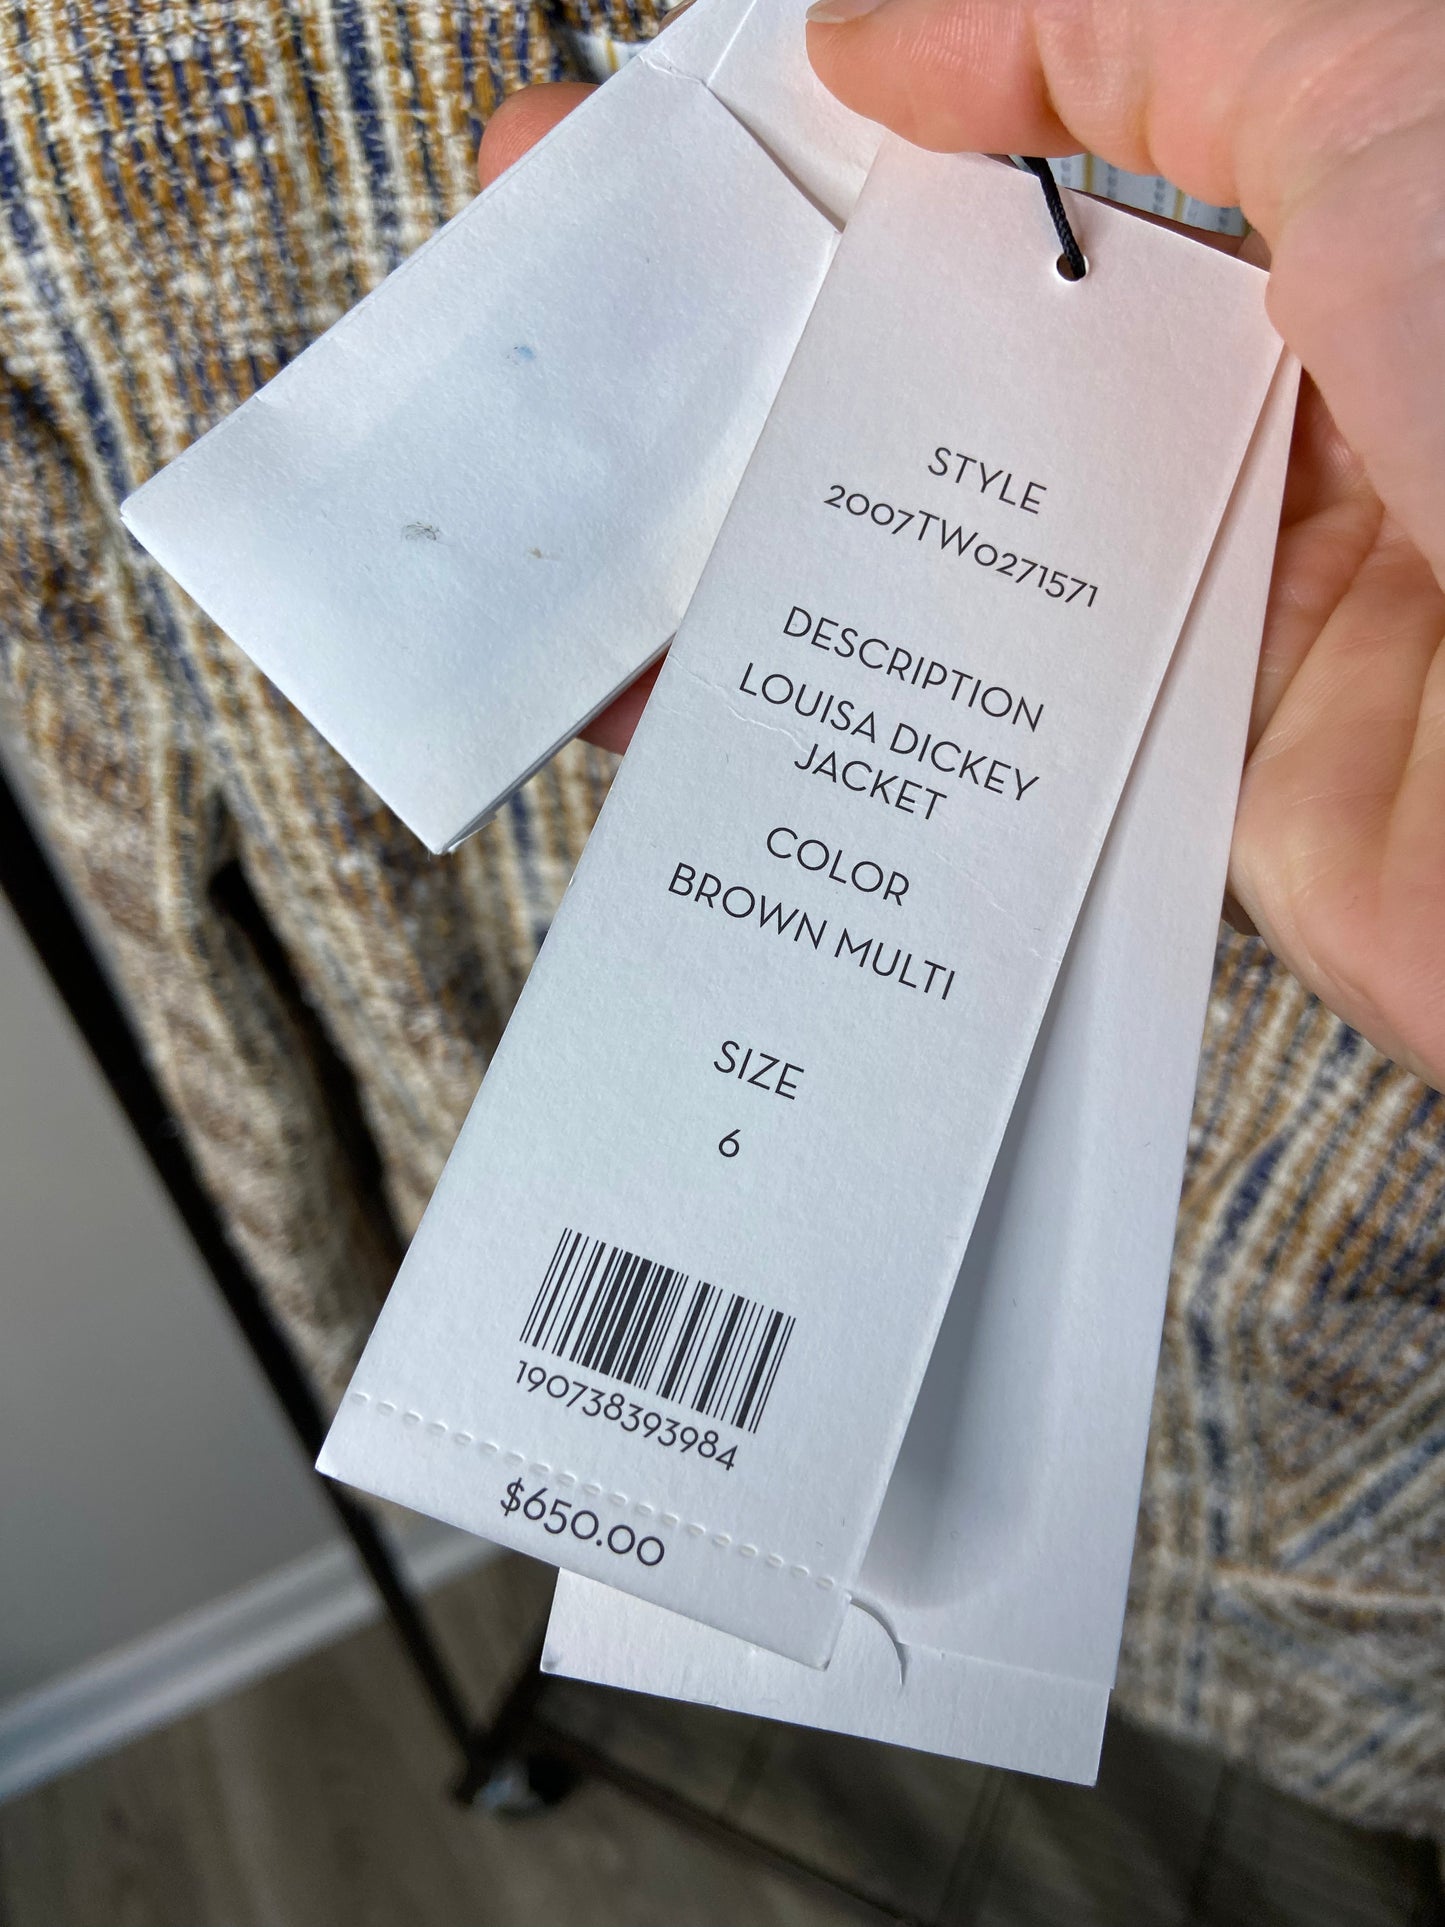 STYLE
2007TW0271571
DESCRIPTION
LOUISA DICKEY
JACKET
COLOR
BROWN MULTI
SIZE
6
190738393984
$650.00